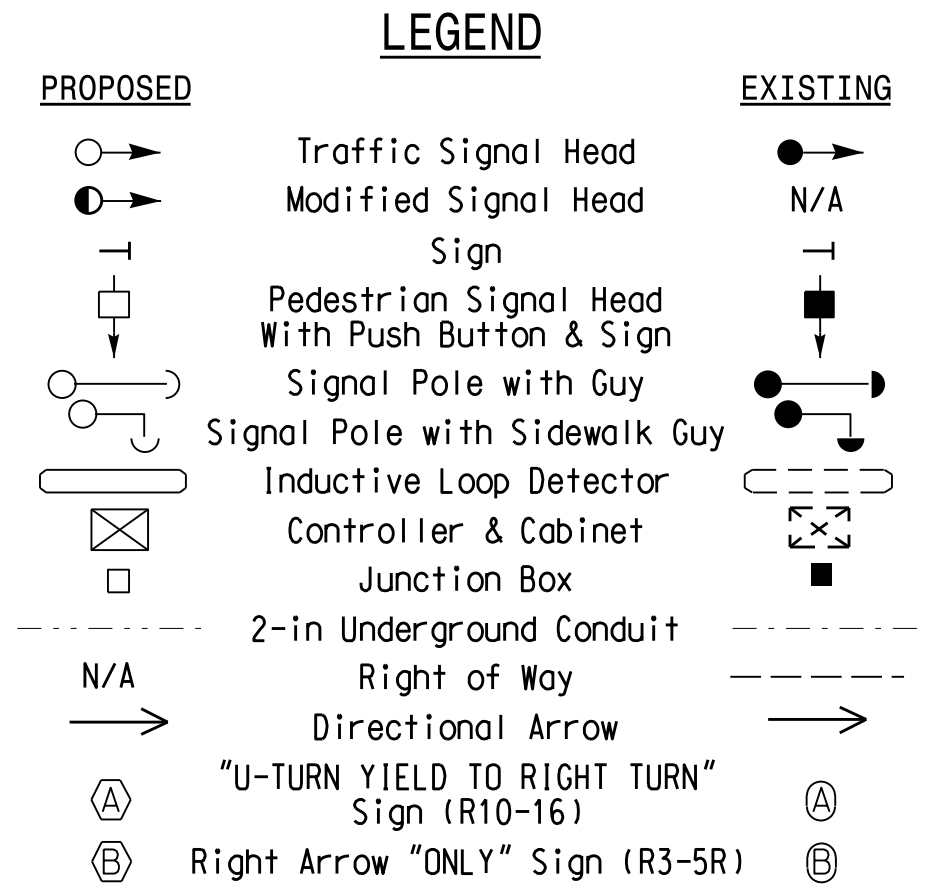 LEGEND
PROPOSED EXISTING
Traffic Signal Head
Modified Signal Head N/A
Sign
Pedestrian Signal Head
With Push Button & Sign
Signal Pole with Guy
Signal Pole with Sidewalk Guy
Inductive Loop Detector
Controller & Cabinet
Junction Box
2-in Underground Conduit
N/A Right of Way
Directional Arrow
"U-TURN YIELD TO RIGHT TURN"
A Sign (R10-16) A
B Right Arrow "ONLY" Sign (R3-5R) B